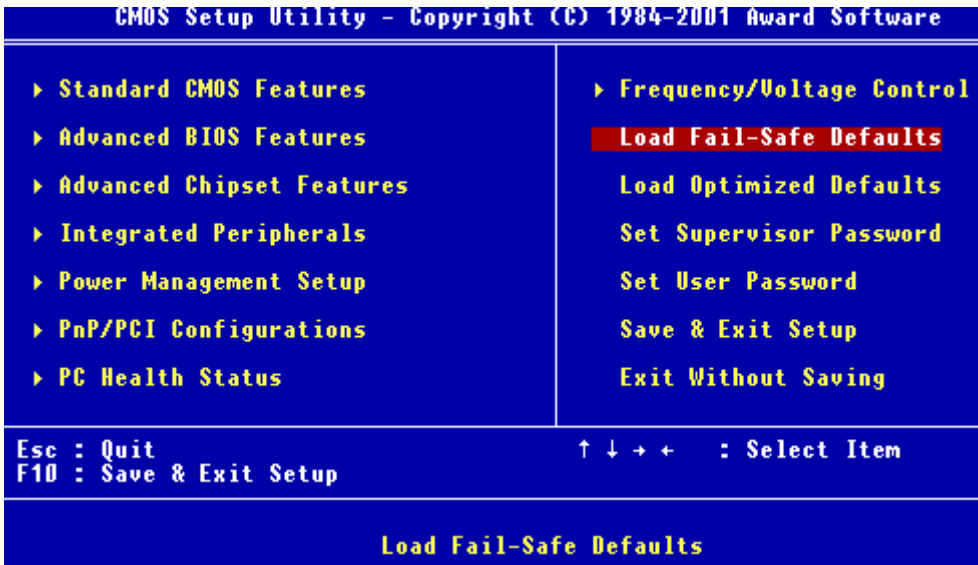 CMOS Setup Utility - Copyright (C) 1984-2001 Award Software
Standard CMOS Features
Advanced BIOS Features
Advanced Chipset Features
Integrated Peripherals
Power Management Setup
PnP/PCI Configurations
PC Health Status
Frequency/Voltage Control
Load Fail-Safe Defaults
Load Optimized Defaults
Set Supervisor Password
Set User Password
Save & Exit Setup
Exit Without Saving
Esc : Quit
F10 : Save & Exit Setup
↑ ↓ → ← : Select Item
Load Fail-Safe Defaults